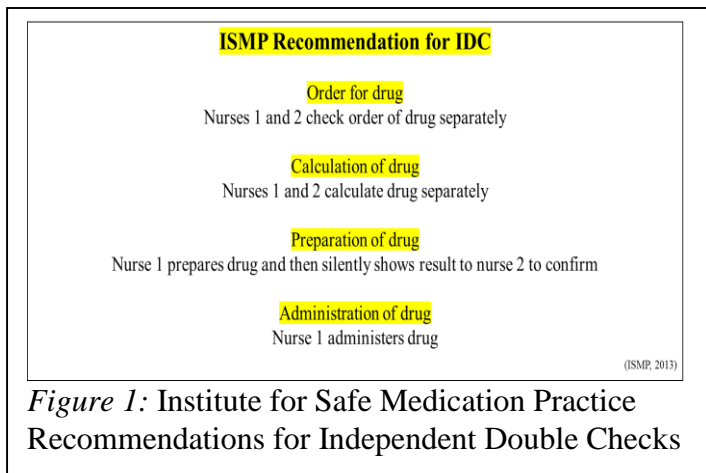 ISMP Recommendation for IDC
Order for drug
Nurses 1 and 2 check order of drug separately
Calculation of drug
Nurses 1 and 2 calculate drug separately
Preparation of drug
Nurse 1 prepares drug and then silently shows result to nurse 2 to confirm
Administration of drug
Nurse 1 administers drug
(ISMP, 2013)
Figure 1: Institute for Safe Medication Practice
Recommendations for Independent Double Checks